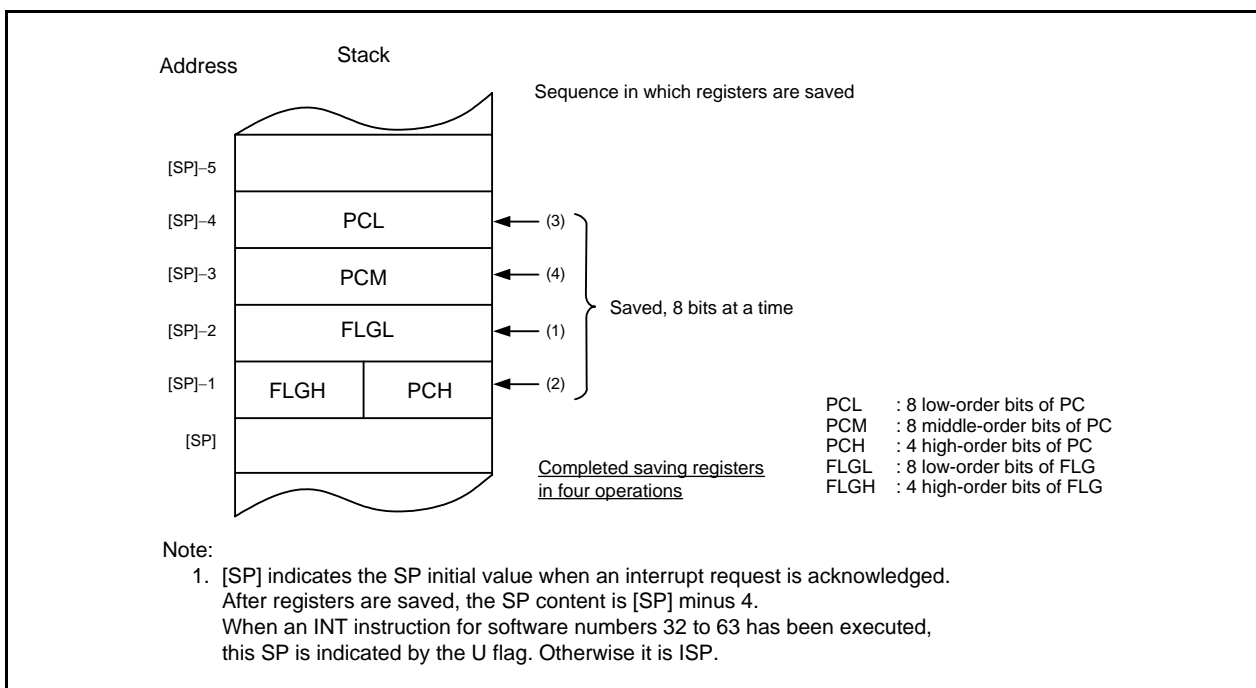 Address
Stack
Sequence in which registers are saved
[SP]−5
[SP]−4
PCL
(3)
[SP]−3
PCM
(4)
Saved, 8 bits at a time
[SP]−2
FLGL
(1)
[SP]−1
FLGH
PCH
(2)
[SP]
Completed saving registers
in four operations
PCL : 8 low-order bits of PC
PCM : 8 middle-order bits of PC
PCH : 4 high-order bits of PC
FLGL : 8 low-order bits of FLG
FLGH : 4 high-order bits of FLG
Note:
1. [SP] indicates the SP initial value when an interrupt request is acknowledged.
After registers are saved, the SP content is [SP] minus 4.
When an INT instruction for software numbers 32 to 63 has been executed,
this SP is indicated by the U flag. Otherwise it is ISP.